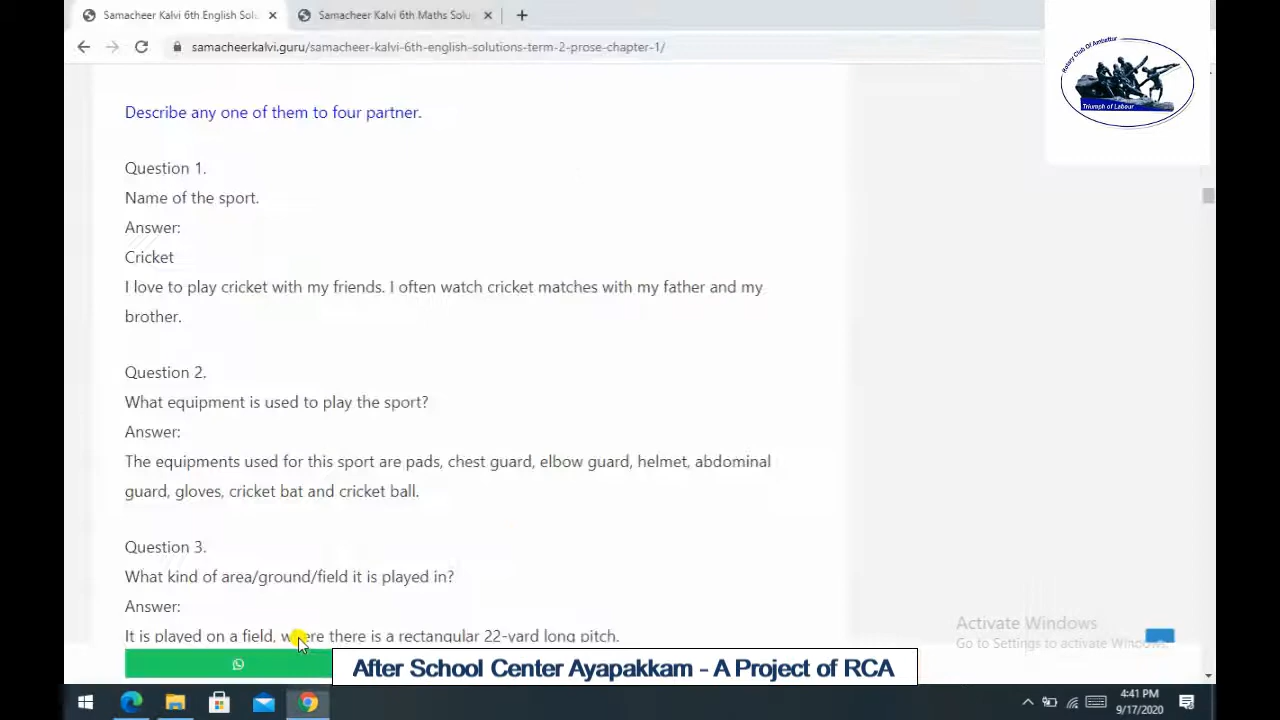 Samacheer Kalvi 6th English Solu
Samacheer Kalvi 6th Maths Solu
samacheerkalvi.guru/samacheer-kalvi-6th-english-solutions-term-2-prose-chapter-1/
Rotary Club Of Ambattur
Triumph of Labour
Describe any one of them to four partner.
Question 1.
Name of the sport.
Answer:
Cricket
I love to play cricket with my friends. I often watch cricket matches with my father and my
brother.
Question 2.
What equipment is used to play the sport?
Answer:
The equipments used for this sport are pads, chest guard, elbow guard, helmet, abdominal
guard, gloves, cricket bat and cricket ball.
Question 3.
What kind of area/ground/field it is played in?
Answer:
It is played on a field, where there is a rectangular 22-yard long pitch.
Activate Windows
Go to Settings to activate Windows.
After School Center Ayapakkam - A Project of RCA
4:41 PM
9/17/2020